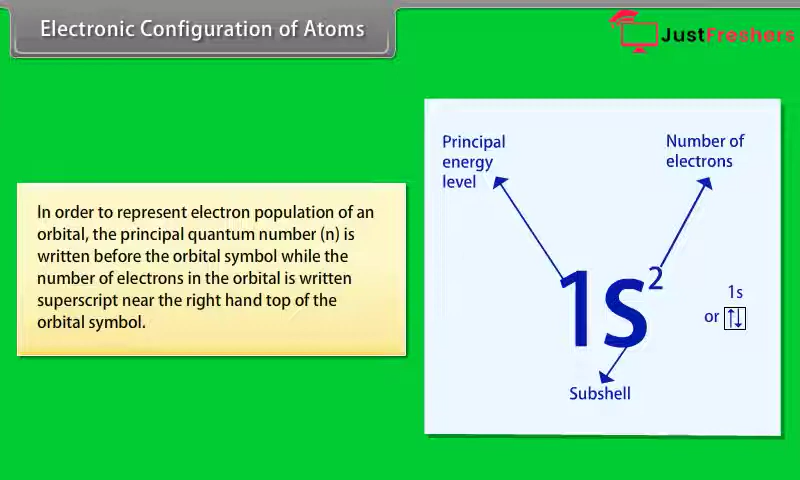 Electronic Configuration of Atoms
JustFreshers
In order to represent electron population of an
orbital, the principal quantum number (n) is
written before the orbital symbol while the
number of electrons in the orbital is written
superscript near the right hand top of the
orbital symbol.
Principal
energy
level
Number of
electrons
1s²
1s
or ↑↓
Subshell